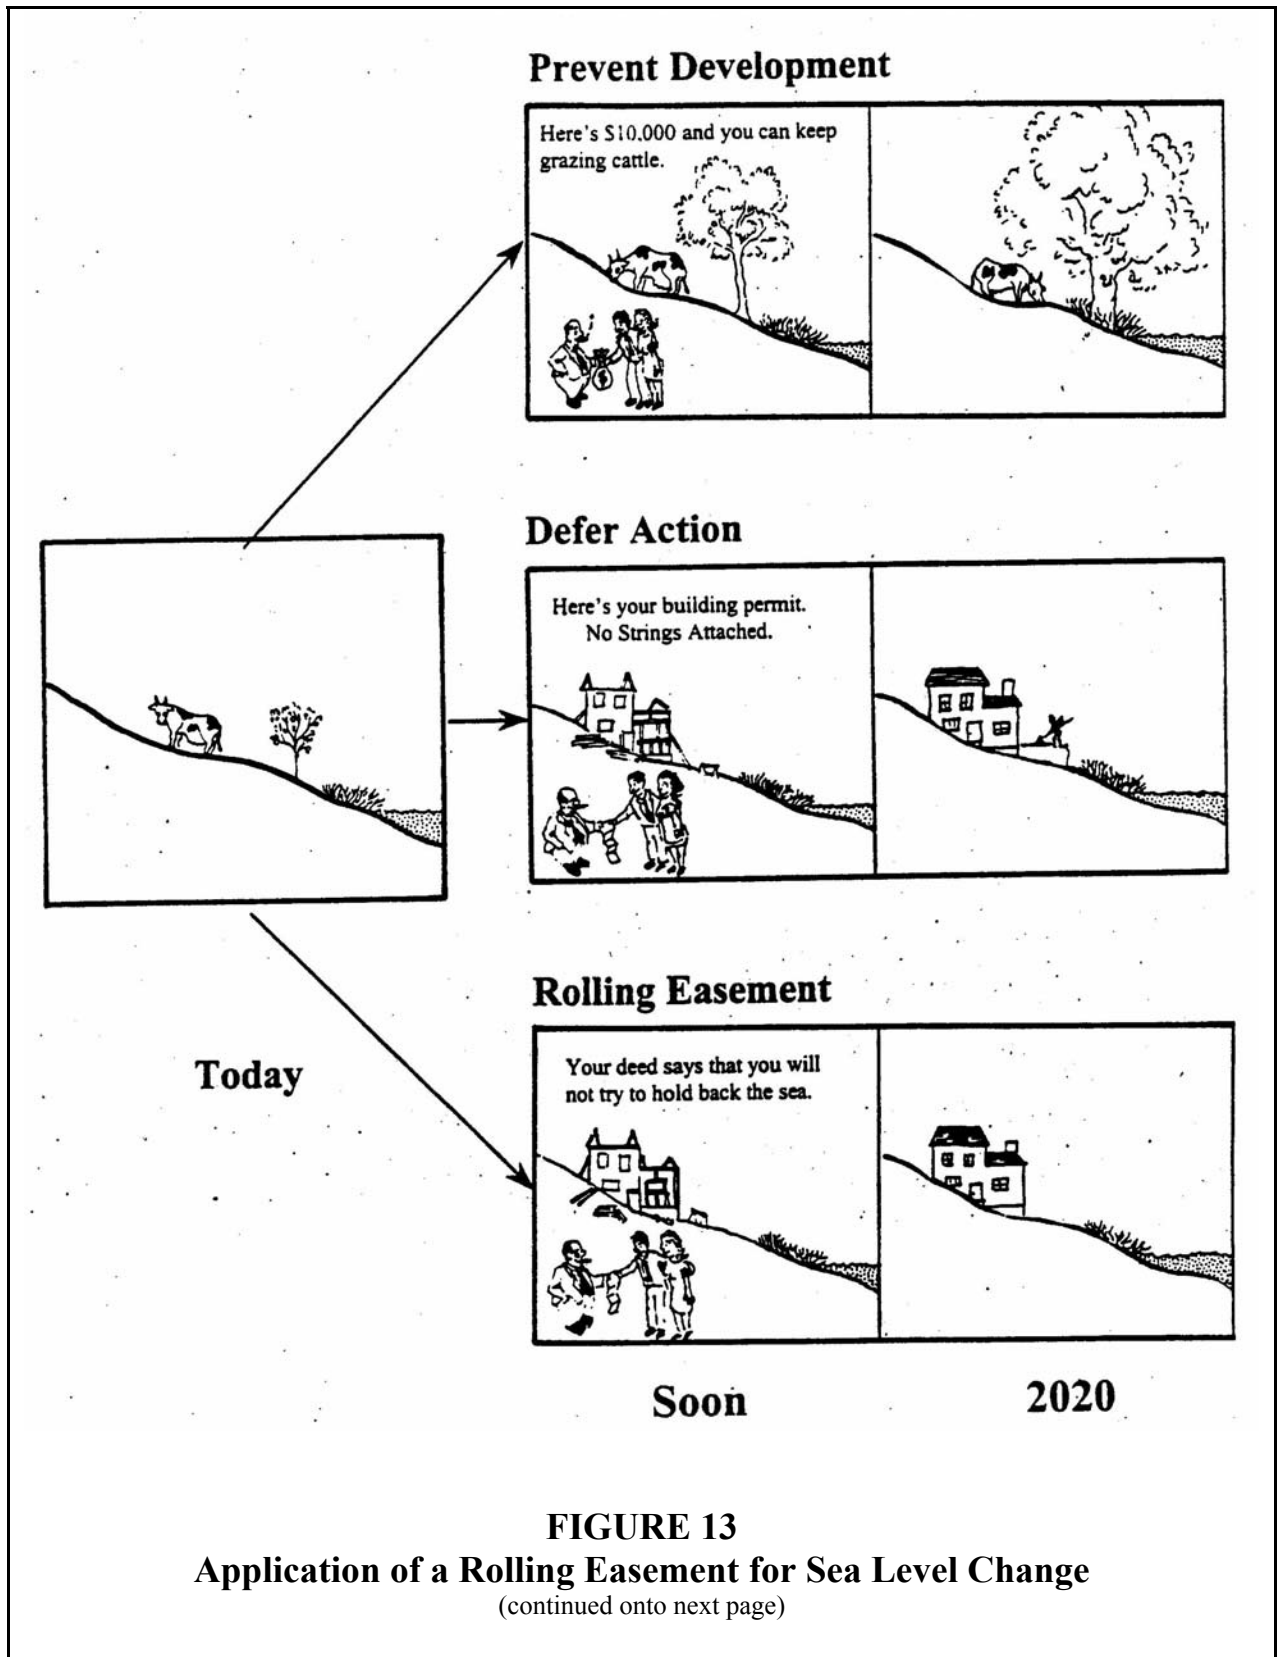 Prevent Development
Here's $10,000 and you can keep
grazing cattle.
Defer Action
Here's your building permit.
No Strings Attached.
Rolling Easement
Your deed says that you will
not try to hold back the sea.
Today
Soon
2020
FIGURE 13
Application of a Rolling Easement for Sea Level Change
(continued onto next page)